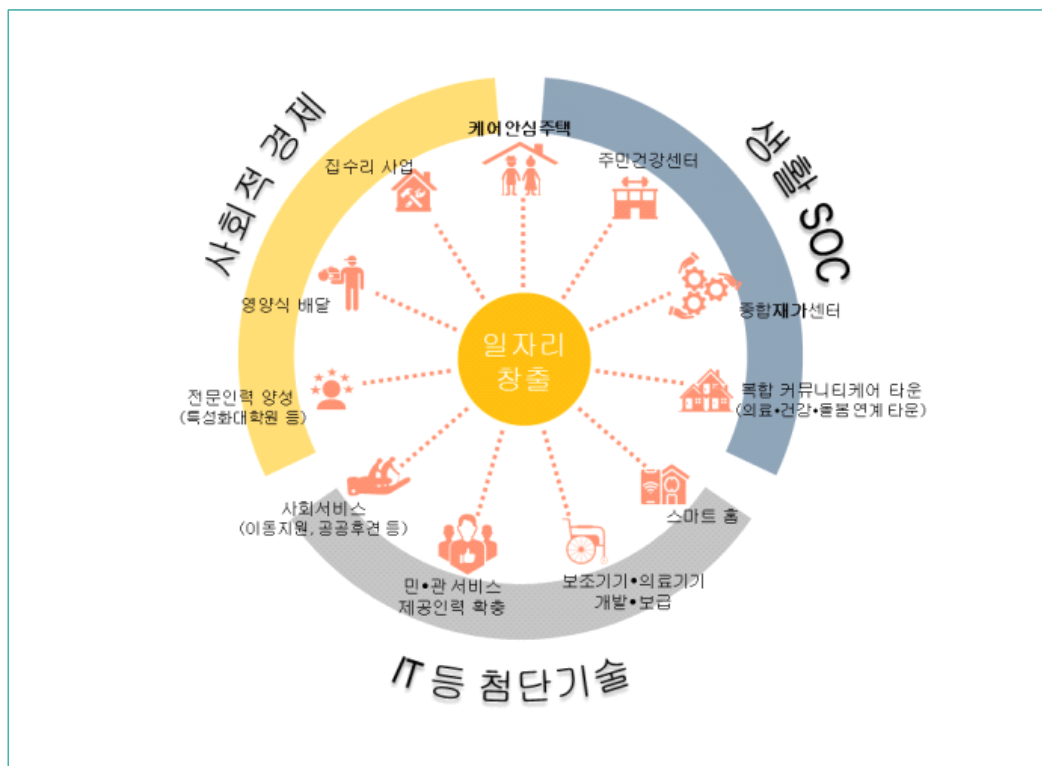 사회적 경제
생활 SOC
케어안심주택
집수리 사업
주민건강센터
영양식 배달
종합재가센터
일자리
창출
전문인력 양성
(특성화대학원 등)
복합 커뮤니티케어 타운
(의료•건강•돌봄 연계 타운)
사회서비스
(이동지원, 공공후견 등)
스마트 홈
민•관 서비스
제공인력 확충
보조기기•의료기기
개발•보급
IT 등 첨단기술